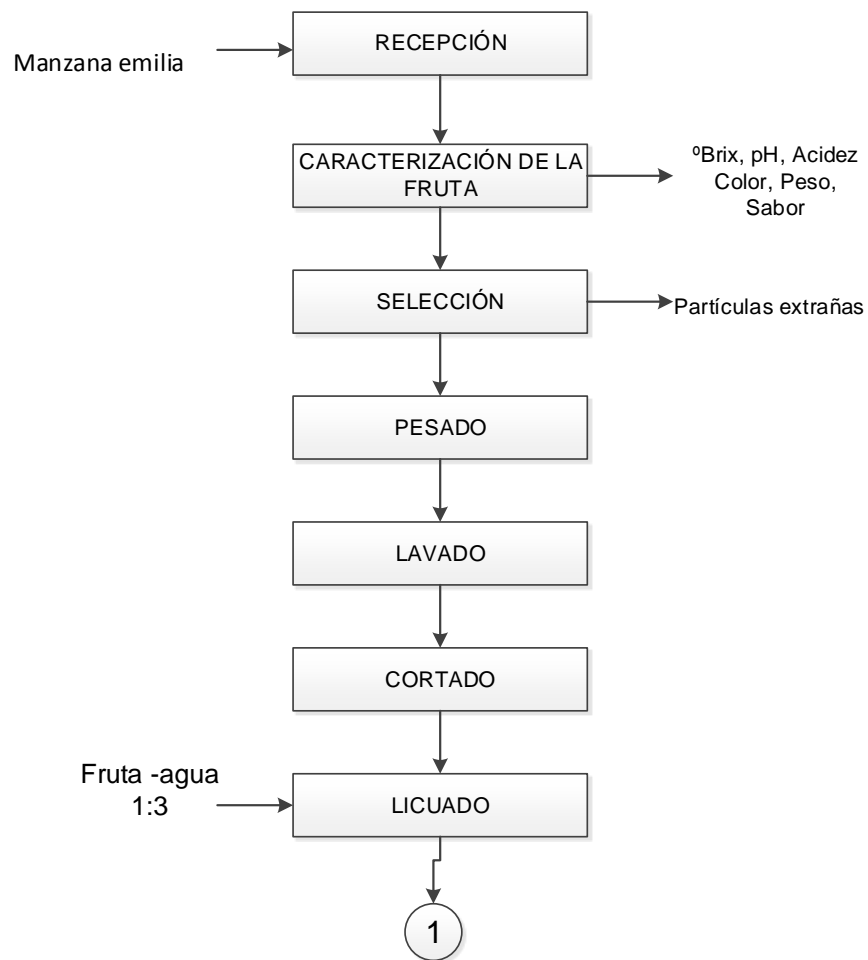 RECEPCIÓN
Manzana emilia
CARACTERIZACIÓN DE LA
FRUTA
ºBrix, pH, Acidez
Color, Peso,
Sabor
SELECCIÓN
Partículas extrañas
PESADO
LAVADO
CORTADO
Fruta -agua
1:3
LICUADO
1